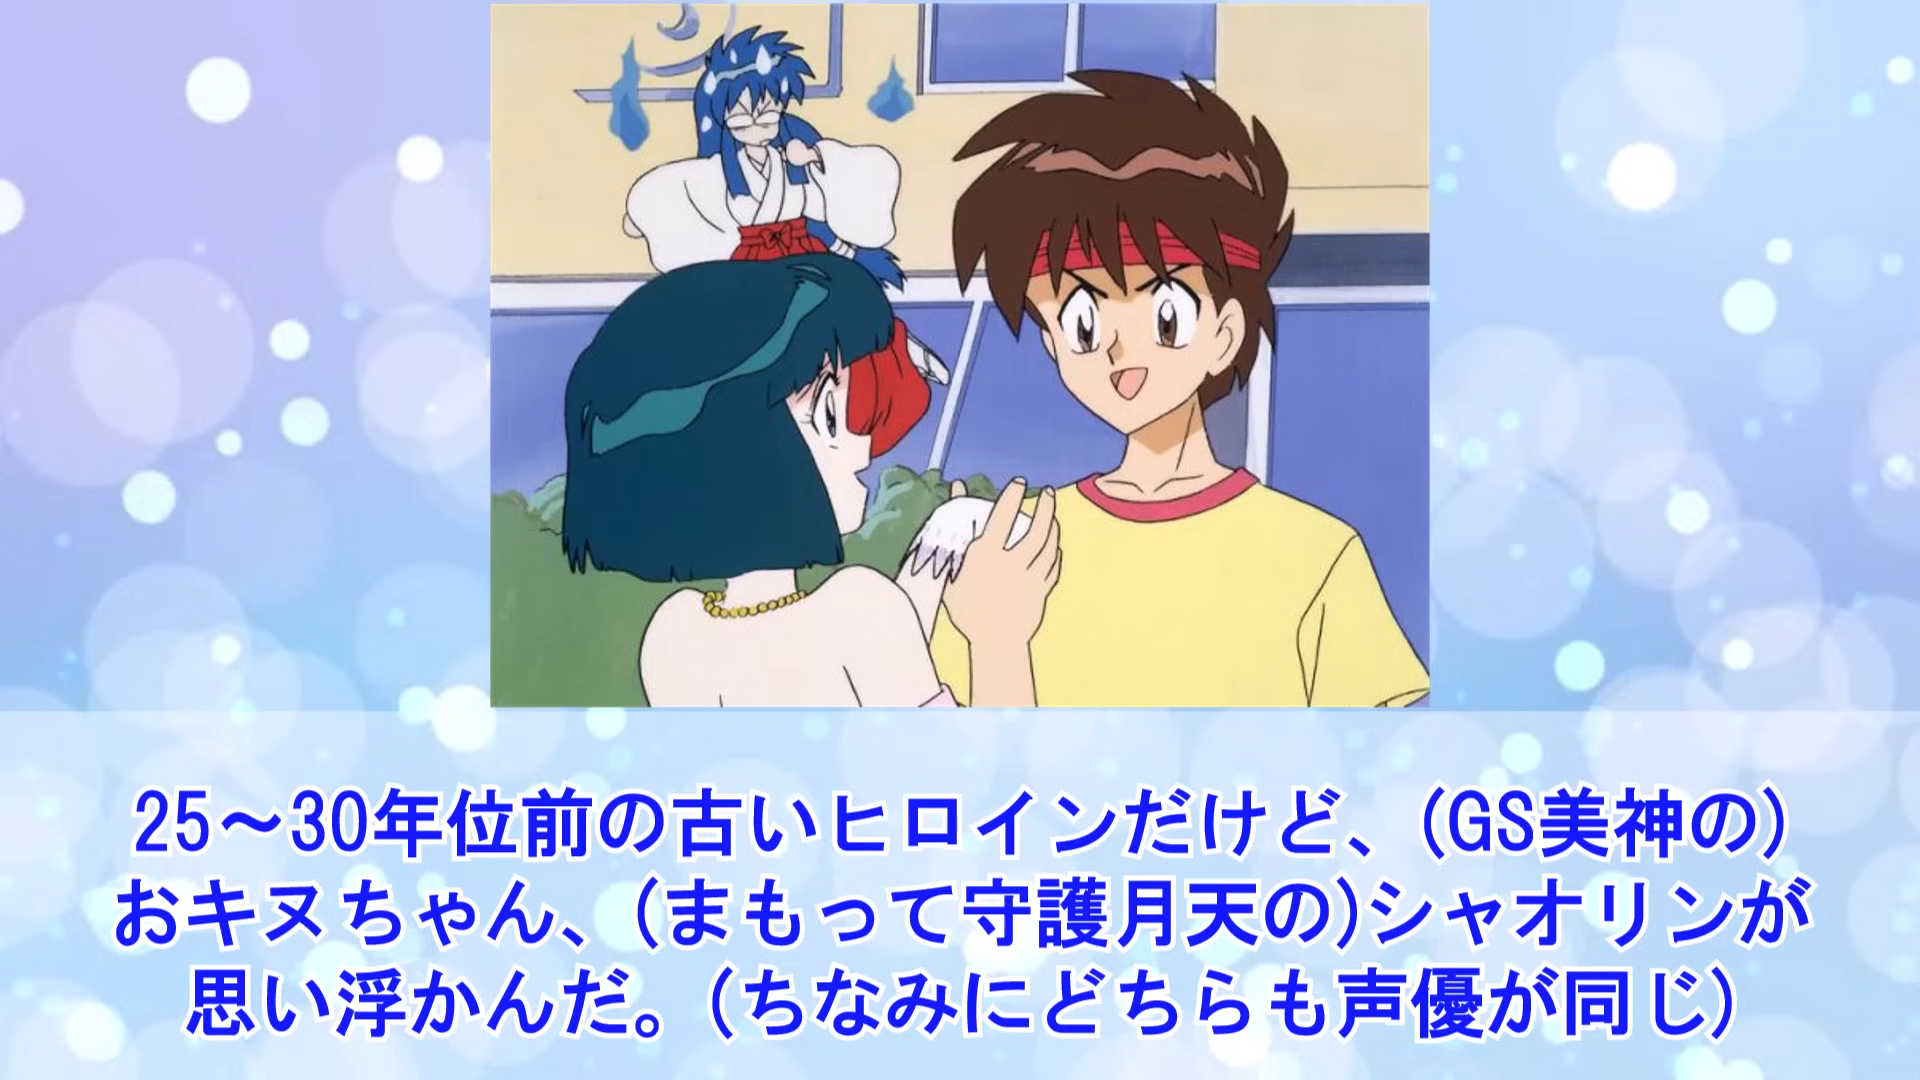 25～30年位前の古いヒロインだけど、(GS美神の)
おキヌちゃん、(まもって守護月天の)シャオリンが
思い浮かんだ。(ちなみにどちらも声優が同じ)